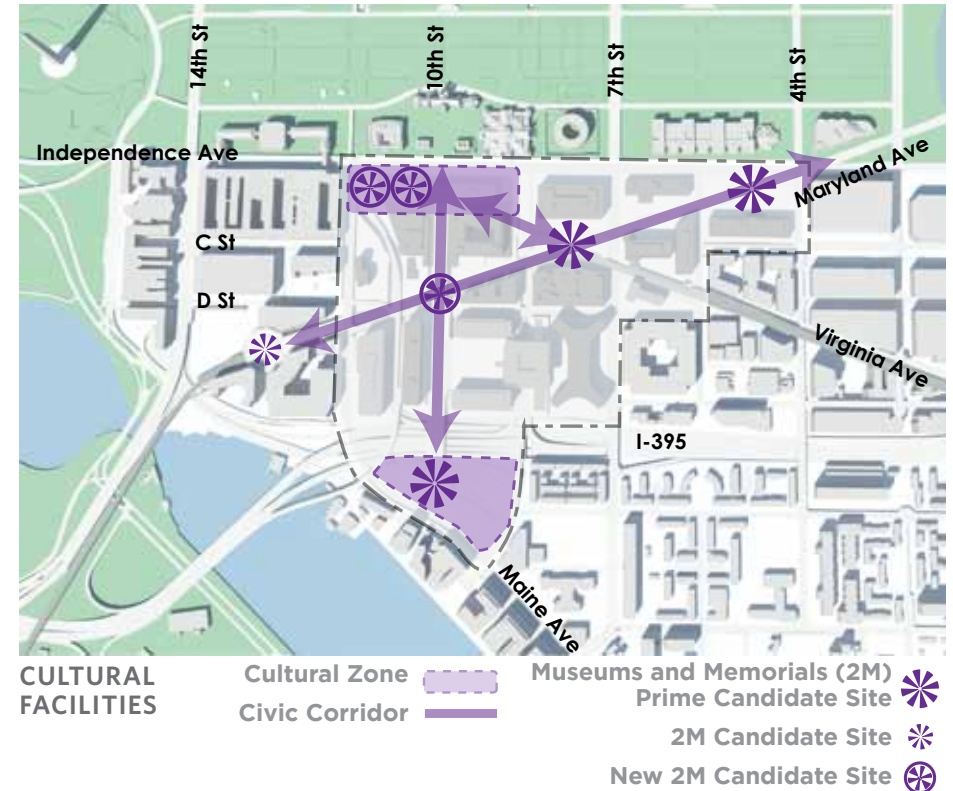 14th St
10th St
7th St
4th St
Independence Ave
Maryland Ave
C St
D St
Virginia Ave
I-395
Maine Ave
CULTURAL
FACILITIES
Cultural Zone
Civic Corridor
Museums and Memorials (2M)
Prime Candidate Site
2M Candidate Site
New 2M Candidate Site